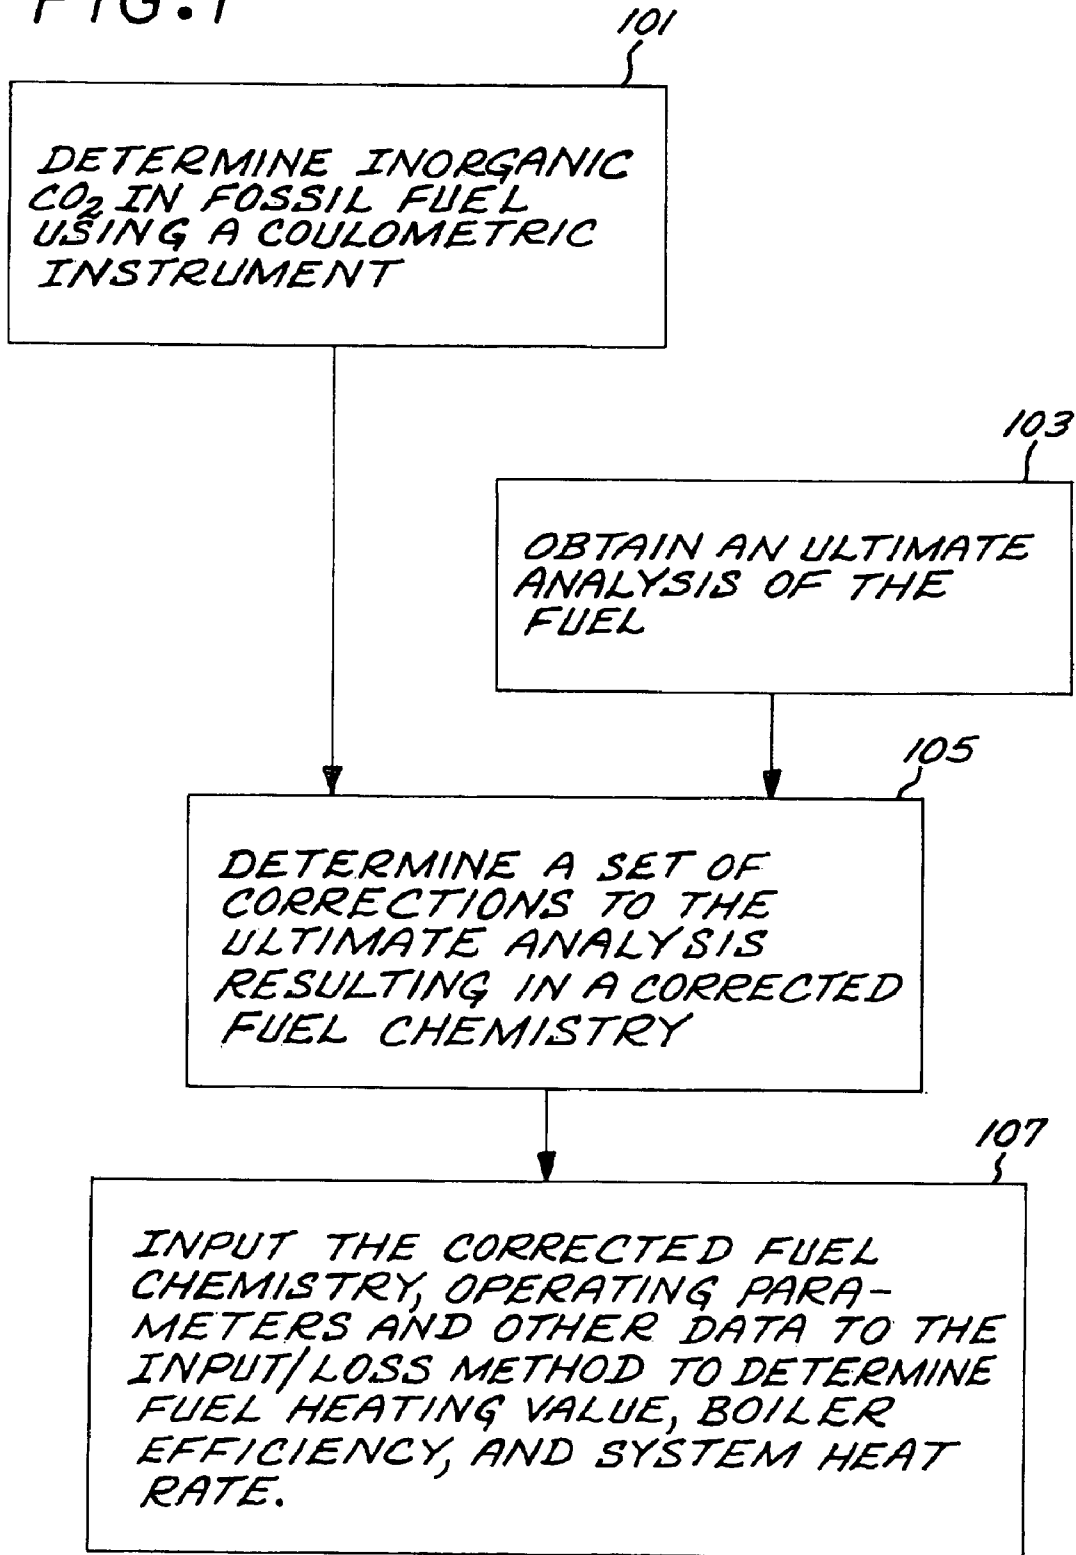 FIG. 1
101
DETERMINE INORGANIC
CO₂ IN FOSSIL FUEL
USING A COULOMETRIC
INSTRUMENT
103
OBTAIN AN ULTIMATE
ANALYSIS OF THE
FUEL
105
DETERMINE A SET OF
CORRECTIONS TO THE
ULTIMATE ANALYSIS
RESULTING IN A CORRECTED
FUEL CHEMISTRY
107
INPUT THE CORRECTED FUEL
CHEMISTRY, OPERATING PARA-
METERS AND OTHER DATA TO THE
INPUT/LOSS METHOD TO DETERMINE
FUEL HEATING VALUE, BOILER
EFFICIENCY, AND SYSTEM HEAT
RATE.